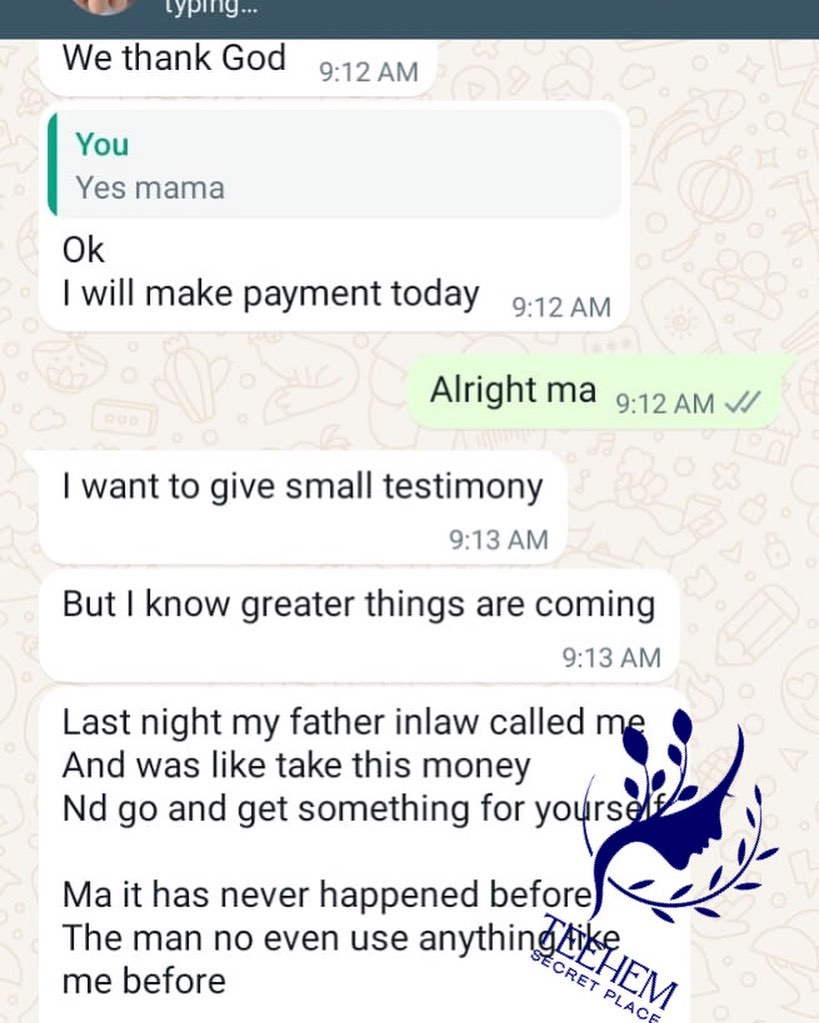 typing...
We thank God 9:12 AM
You
Yes mama
Ok
I will make payment today 9:12 AM
Alright ma 9:12 AM
I want to give small testimony
9:13 AM
But I know greater things are coming
9:13 AM
Last night my father inlaw called me
And was like take this money
Nd go and get something for yourself
Ma it has never happened before
The man no even use anything like
me before
TEEHEM
SECRET PLACE